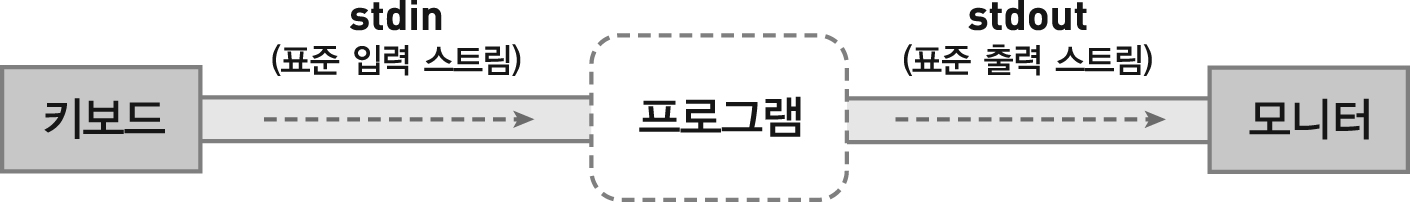 stdin
(표준 입력 스트림)
stdout
(표준 출력 스트림)
키보드
프로그램
모니터